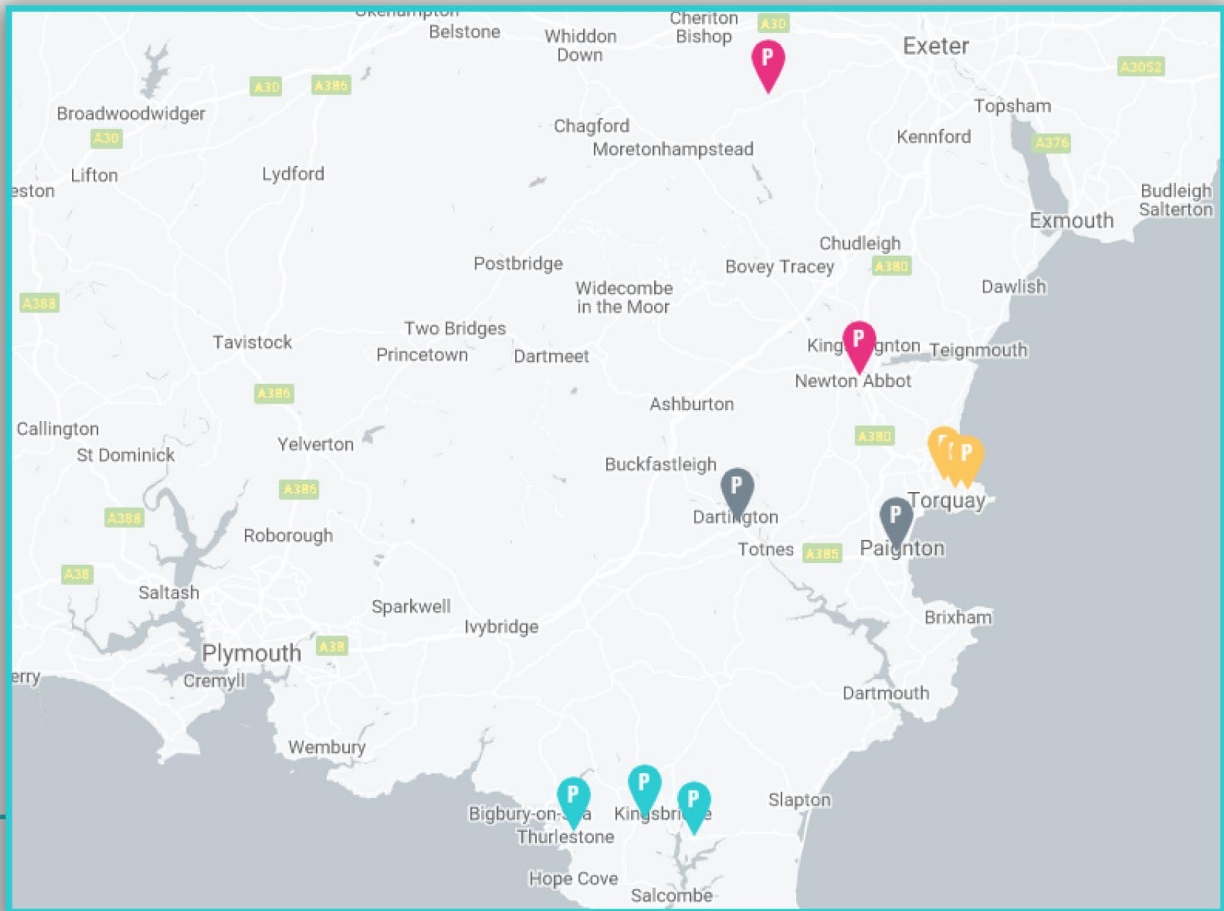 Okehampton
Belstone
Whiddon
Down
Cheriton
Bishop
A30
P
Exeter
A3052
A30
A386
Broadwoodwidger
A30
Topsham
Chagford
Moretonhampstead
Kennford
A376
Lifton
Lydford
eston
Budleigh
Salterton
Exmouth
Chudleigh
Postbridge
Bovey Tracey
A380
Widecombe
in the Moor
Dawlish
A388
Two Bridges
Tavistock
Princetown
Dartmeet
P
Teignmouth
Newton Abbot
A386
Ashburton
Callington
St Dominick
Yelverton
A380
Buckfastleigh
P
P
A386
Torquay
A388
Dartington
P
Roborough
Totnes
A385
Paignton
A38
Saltash
Sparkwell
Ivybridge
Brixham
Plymouth
A38
Cremyll
erry
Dartmouth
Wembury
P
P
P
Slapton
Thurlestone
Hope Cove
Salcombe